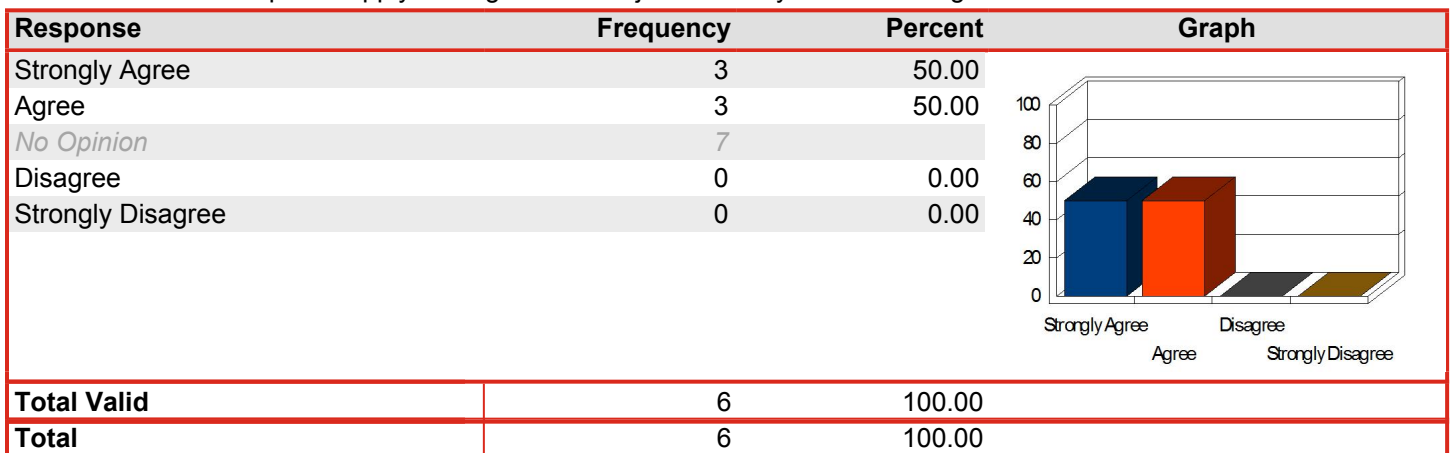 Response Frequency Percent Graph
Strongly Agree 3 50.00
Agree 3 50.00
No Opinion 7
Disagree 0 0.00
Strongly Disagree 0 0.00
100
80
60
40
20
0
Strongly Agree Disagree
Agree Strongly Disagree
Total Valid 6 100.00
Total 6 100.00